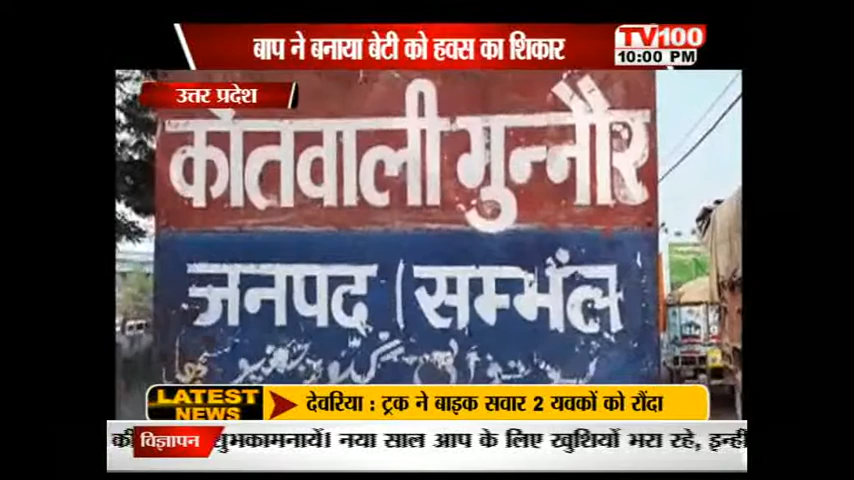 बाप ने बनाया बेटी को हवस का शिकार
TV100
10:00 PM
उत्तर प्रदेश
कोतवाली गुन्नौर
जनपद सम्भल
LATEST NEWS
देवरिया : ट्रक ने बाइक सवार 2 यवकों को रौंदा
विज्ञापन
शुभकामनायें। नया साल आप के लिए खुशियों भरा रहे, इन्हीं